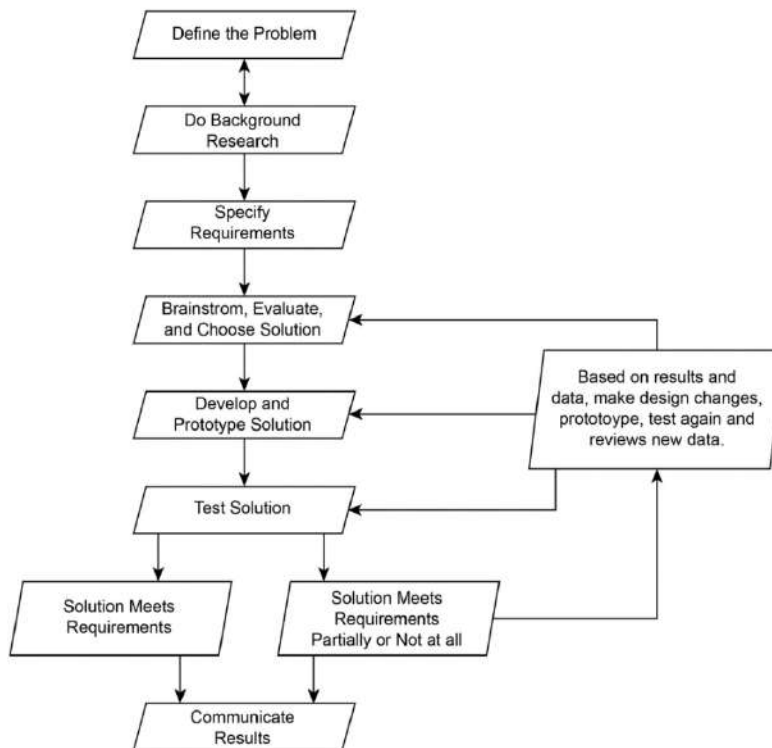 Define the Problem
Do Background
Research
Specify
Requirements
Brainstrom, Evaluate,
and Choose Solution
Based on results and
data, make design changes,
prototoype, test again and
reviews new data.
Develop and
Prototype Solution
Test Solution
Solution Meets
Requirements
Solution Meets
Requirements
Partially or Not at all
Communicate
Results